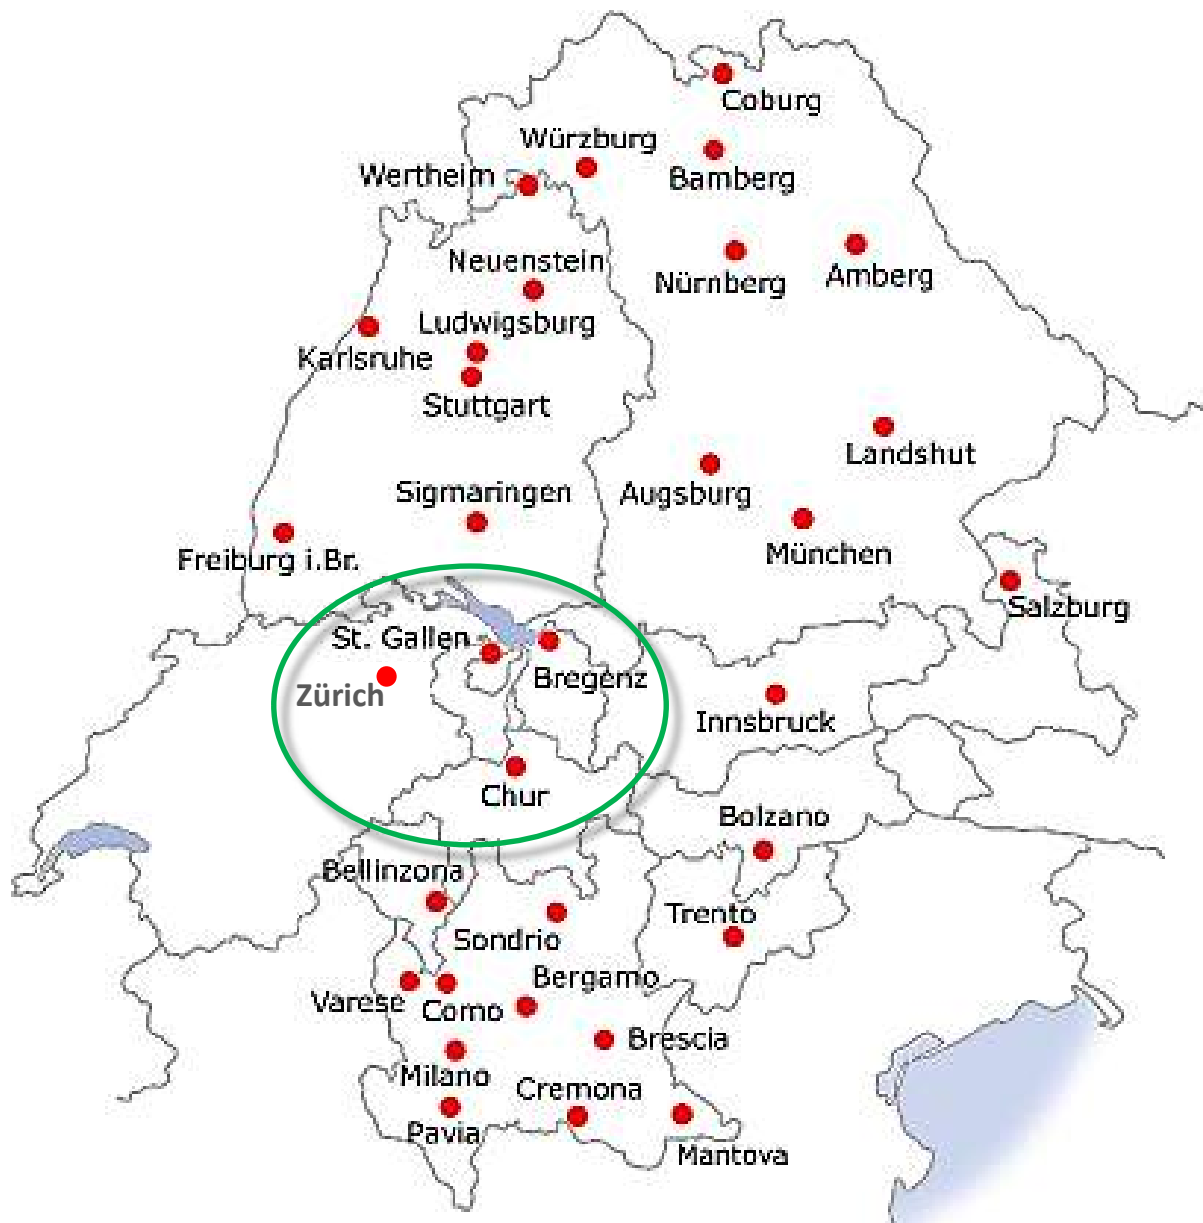 Coburg
Würzburg
Wertheim
Bamberg
Neuenstein
Nürnberg
Amberg
Ludwigsburg
Karlsruhe
Stuttgart
Landshut
Sigmaringen
Augsburg
München
Freiburg i.Br.
Salzburg
St. Gallen
Bregenz
Zürich
Innsbruck
Chur
Bolzano
Bellinzona
Trento
Sondrio
Bergamo
Varese
Como
Brescia
Milano
Cremona
Pavia
Mantova